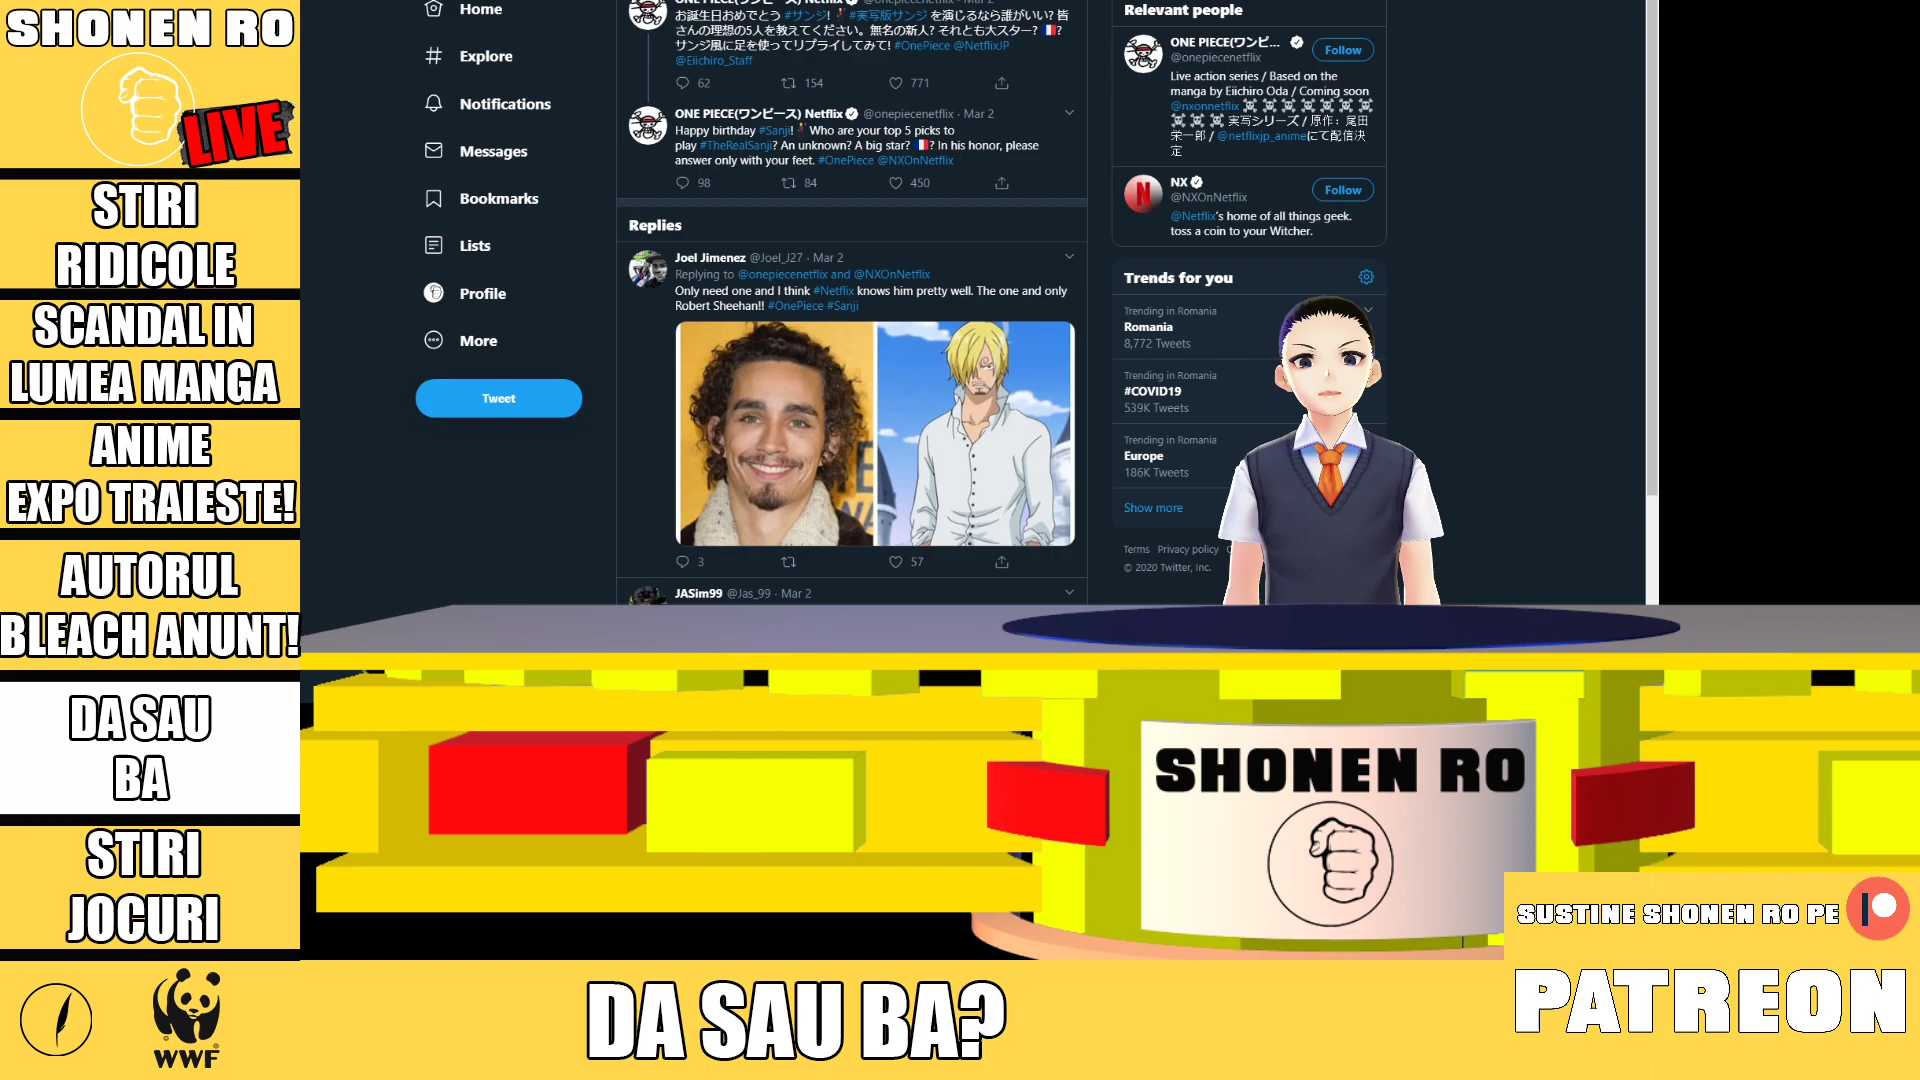 SHONEN RO
LIVE
STIRI
RIDICOLE
SCANDAL IN
LUMEA MANGA
ANIME
EXPO TRAIESTE!
AUTORUL
BLEACH ANUNT!
DA SAU
BA
STIRI
JOCURI
WWF
Home
Explore
Notifications
Messages
Bookmarks
Lists
Profile
More
Tweet
お誕生日おめでとう #サンジ! #実写版サンジ を演じるなら誰がいい? 皆
さんの理想の5人を教えてください。無名の新人? それとも大スター? 🇫🇷?
サンジ風に足を使ってリプライしてみて! #OnePiece @NetflixJP
@Eiichiro_Staff
62 154 771
ONE PIECE(ワンピース) Netflix @onepiecenetflix · Mar 2
Happy birthday #Sanji! Who are your top 5 picks to
play #TheRealSanji? An unknown? A big star? 🇫🇷? In his honor, please
answer only with your feet. #OnePiece @NXOnNetflix
98 84 450
Replies
Joel Jimenez @Joel_J27 · Mar 2
Replying to @onepiecenetflix and @NXOnNetflix
Only need one and I think #Netflix knows him pretty well. The one and only
Robert Sheehan!! #OnePiece #Sanji
3 57
JASim99 @Jas_99 · Mar 2
Relevant people
ONE PIECE(ワンピ... Follow
@onepiecenetflix
Live action series / Based on the
manga by Eiichiro Oda / Coming soon
@nxonnetflix ☠ ☠ ☠ ☠ ☠ ☠ ☠
☠ ☠ ☠ 実写シリーズ / 原作：尾田
栄一郎 / @netflixjp_animeにて配信決
定
NX Follow
@NXOnNetflix
@Netflix's home of all things geek.
toss a coin to your Witcher.
Trends for you
Trending in Romania
Romania
8,772 Tweets
Trending in Romania
#COVID19
539K Tweets
Trending in Romania
Europe
186K Tweets
Show more
Terms Privacy policy
© 2020 Twitter, Inc.
SHONEN RO
SUSTINE SHONEN RO PE
PATREON
DA SAU BA?